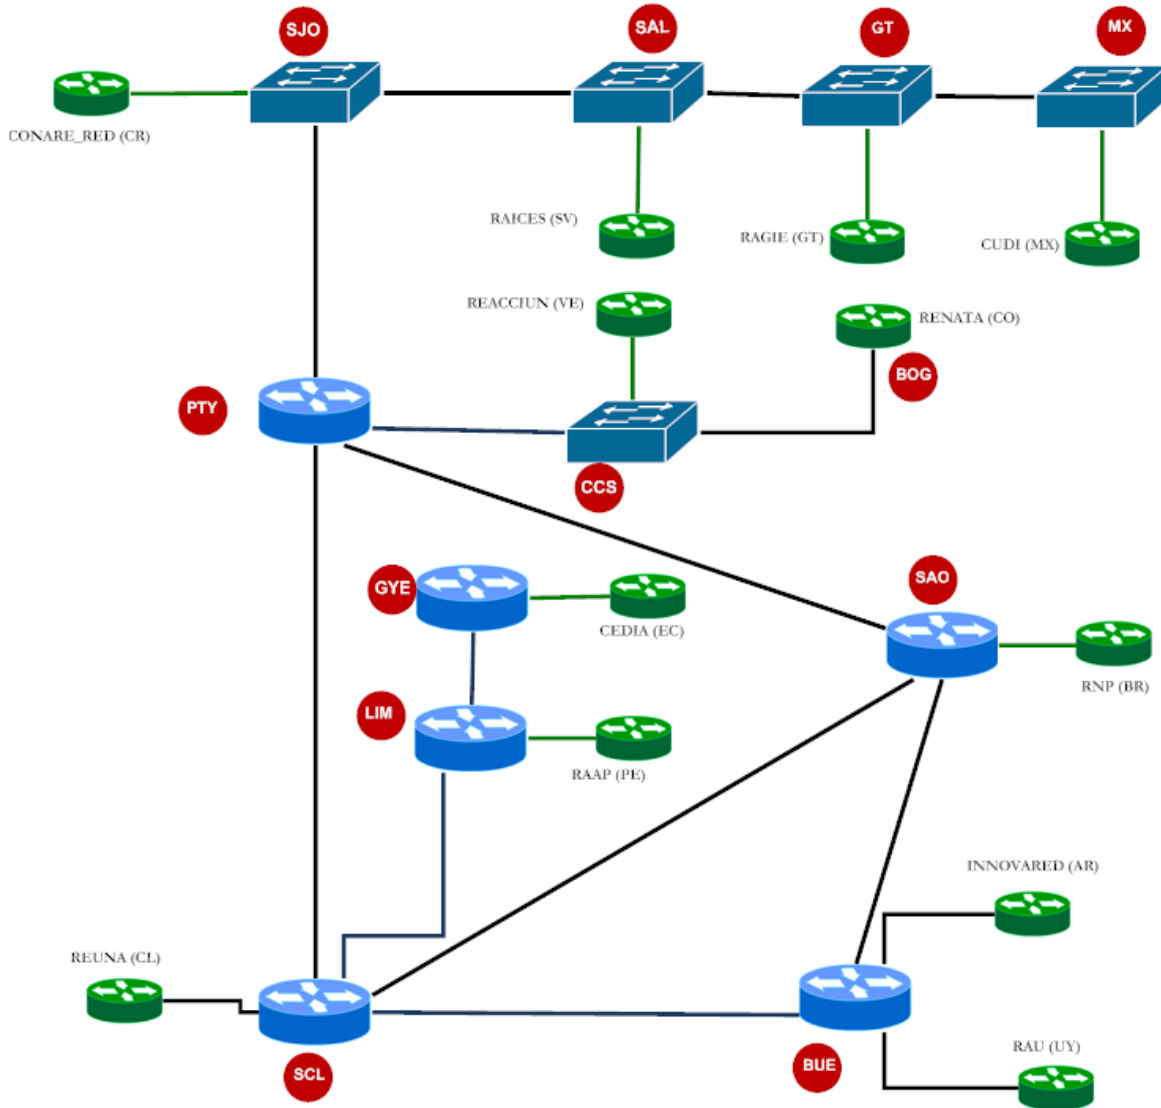 SJO
SAL
GT
MX
CONARE_RED (CR)
RAICES (SV)
RAGIE (GT)
CUDI (MX)
REACCIUN (VE)
RENATA (CO)
BOG
PTY
CCS
GYE
SAO
CEDIA (EC)
LIM
RNP (BR)
RAAP (PE)
INNOVARED (AR)
REUNA (CL)
RAU (UY)
BUE
SCL